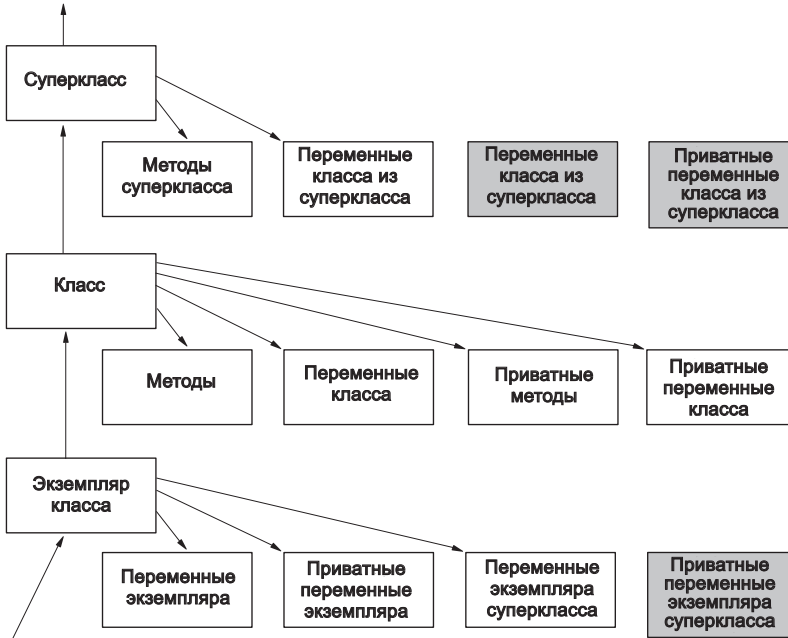 Суперкласс
Методы
суперкласса
Переменные
класса из
суперкласса
Переменные
класса из
суперкласса
Приватные
переменные
класса из
суперкласса
Класс
Методы
Переменные
класса
Приватные
методы
Приватные
переменные
класса
Экземпляр
класса
Переменные
экземпляра
Приватные
переменные
экземпляра
Переменные
экземпляра
суперкласса
Приватные
переменные
экземпляра
суперкласса